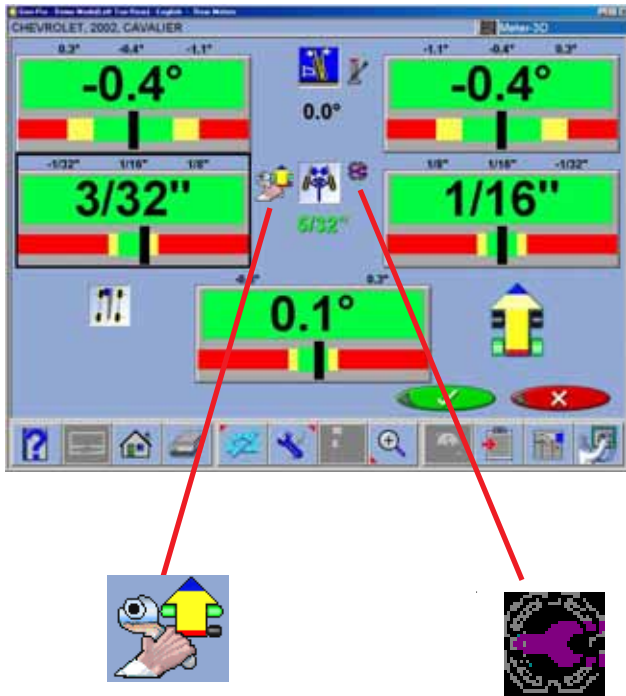 CHEVROLET, 2002, CAVALIER
Meter-3D
0.3° -0.4° -1.1°
-1.1° -0.4° 0.3°
-0.4°
0.0°
-0.4°
-1/32" 1/16" 1/8"
1/8" 1/16" -1/32"
3/32"
5/32"
1/16"
0.3°
0.1°